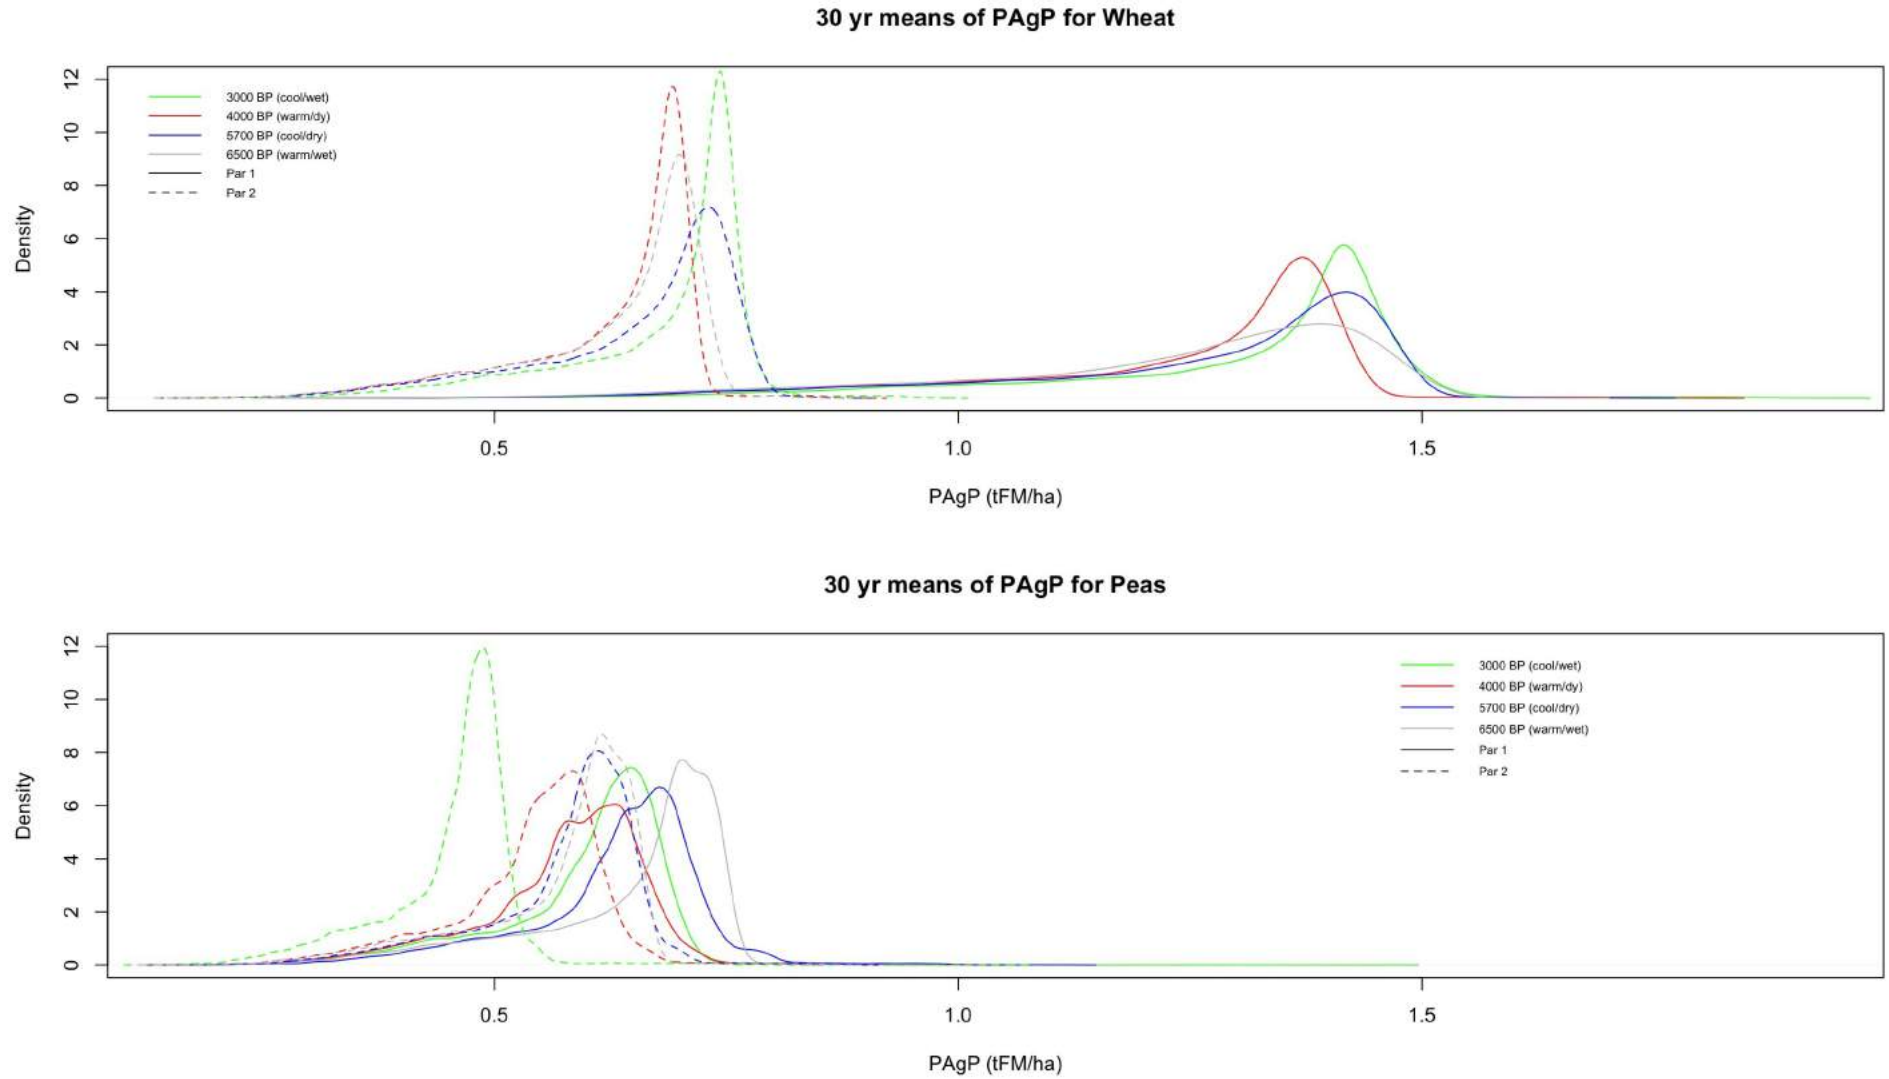 30 yr means of PAgP for Wheat
12
10
8
6
4
2
0
Density
3000 BP (cool/wet)
4000 BP (warm/dy)
5700 BP (cool/dry)
6500 BP (warm/wet)
Par 1
Par 2
0.5 1.0 1.5
PAgP (tFM/ha)
30 yr means of PAgP for Peas
12
10
8
6
4
2
0
Density
3000 BP (cool/wet)
4000 BP (warm/dy)
5700 BP (cool/dry)
6500 BP (warm/wet)
Par 1
Par 2
0.5 1.0 1.5
PAgP (tFM/ha)